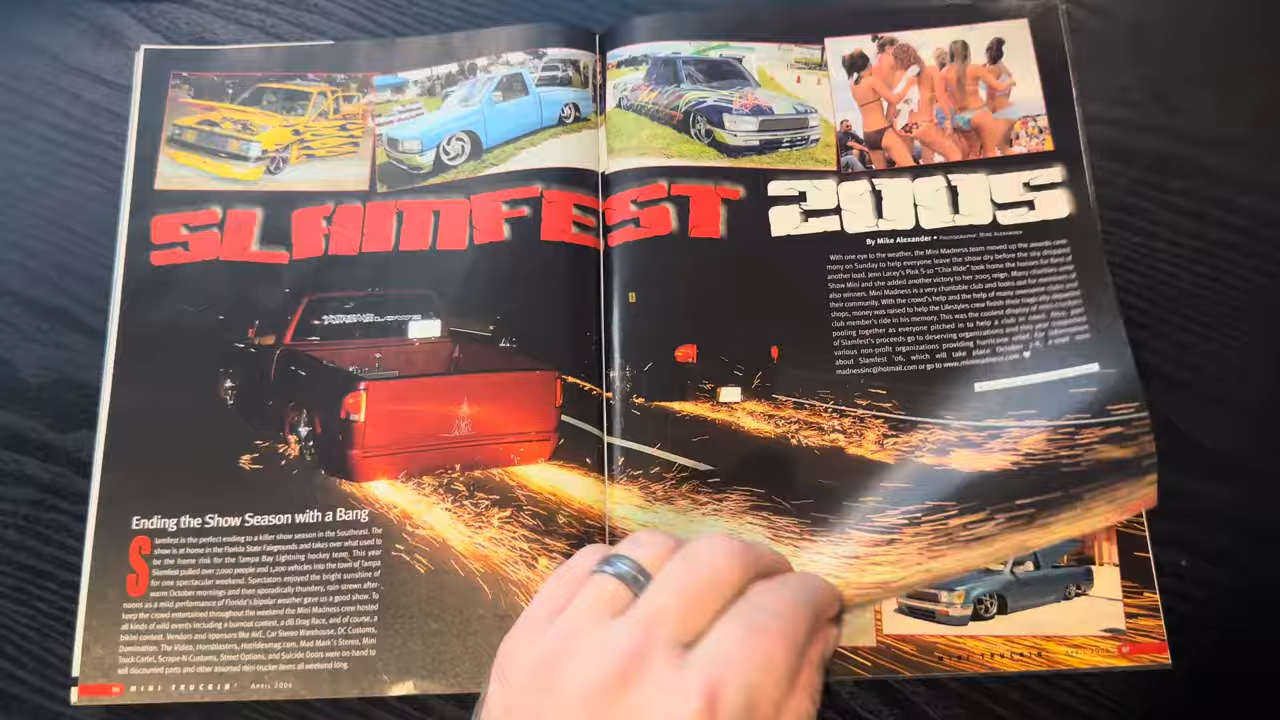 SLAMFEST 2005
By Mike Alexander • Photography: Mike Alexander
With one eye to the weather, the Mini Madness team moved up the awards cere-
mony on Sunday to help everyone leave the show dry before the sky dropped
another load. Jenn Lacey's Pink S-10 "Chix Ride" took home the honors for Best of
Show Mini and she added another victory to her 2005 reign. Many charities were
also winners. Mini Madness is a very charitable club and looks out for
their community. With the crowd's help and the help of many awesome clubs and
shops, money was raised to help the Lifestyles crew finish their tragically departed
club member's ride in his memory. This was the coolest display of
pooling together as everyone pitched in to help a club in need. Also, part
of Slamfest's proceeds go to deserving organizations and this year
various non-profit organizations providing hurricane relief. For information
about Slamfest '06, which will take place October
madnessinc@hotmail.com or go to www.minimadness.com
Ending the Show Season with a Bang
Slamfest is the perfect ending to a killer show season in the Southeast. The
show is at home in the Florida State Fairgrounds and takes over what used to
be the home rink for the Tampa Bay Lightning hockey team. This year
Slamfest pulled over 7,000 people and 1,200 vehicles into the town of Tampa
for one spectacular weekend. Spectators enjoyed the bright sunshine of
warm October mornings and then sporadically thundery, rain-strewn after-
noons as a mild performance of Florida's bipolar weather gave us a good show. To
keep the crowd entertained throughout the weekend the Mini Madness crew hosted
all kinds of wild events including a burnout contest, a dB Drag Race, and of course, a
bikini contest. Vendors and sponsors like AVE, Car Stereo Warehouse, DC Customs,
Domination: The Video, Hornblasters, Hotridesmag.com, Mad Mark's Stereo, Mini
Truck Cartel, Scrape-N-Customs, Street Options, and Suicide Doors were on-hand to
sell discounted parts and other assorted mini-trucker items all weekend long.
MINI TRUCKIN' April 2006
MINI TRUCKIN' April 2006